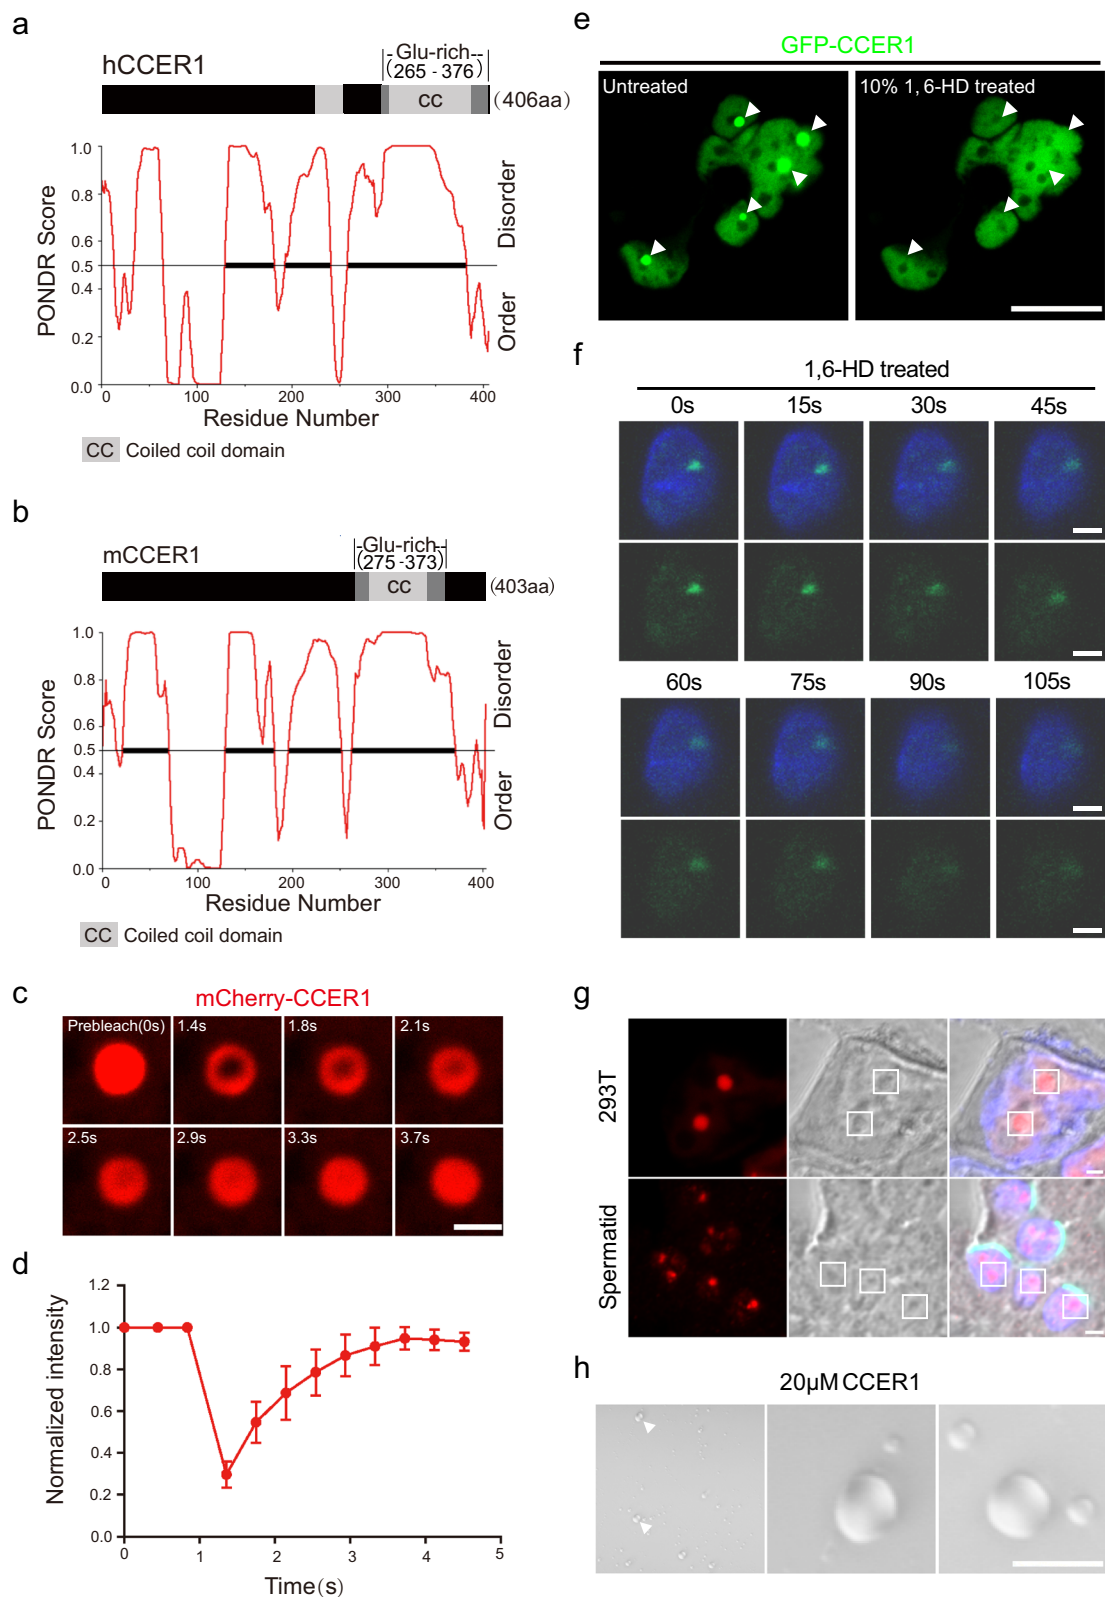 a
hCCER1
Glu-rich
(265 - 376)
CC
(406aa)
PONDR Score
1.0
0.8
0.6
0.5
0.4
0.2
0.0
Disorder
Order
0
100
200
300
400
Residue Number
CC Coiled coil domain
b
mCCER1
Glu-rich
(275 -373)
CC
(403aa)
PONDR Score
1.0
0.8
0.6
0.5
0.4
0.2
0.0
Disorder
Order
0
100
200
300
400
Residue Number
CC Coiled coil domain
c
mCherry-CCER1
Prebleach(0s)
1.4s
1.8s
2.1s
2.5s
2.9s
3.3s
3.7s
d
Normalized intensity
1.2
1.0
0.8
0.6
0.4
0.2
0.0
0
1
2
3
4
5
Time(s)
e
GFP-CCER1
Untreated
10% 1, 6-HD treated
f
1,6-HD treated
0s
15s
30s
45s
60s
75s
90s
105s
g
293T
Spermatid
h
20μM CCER1